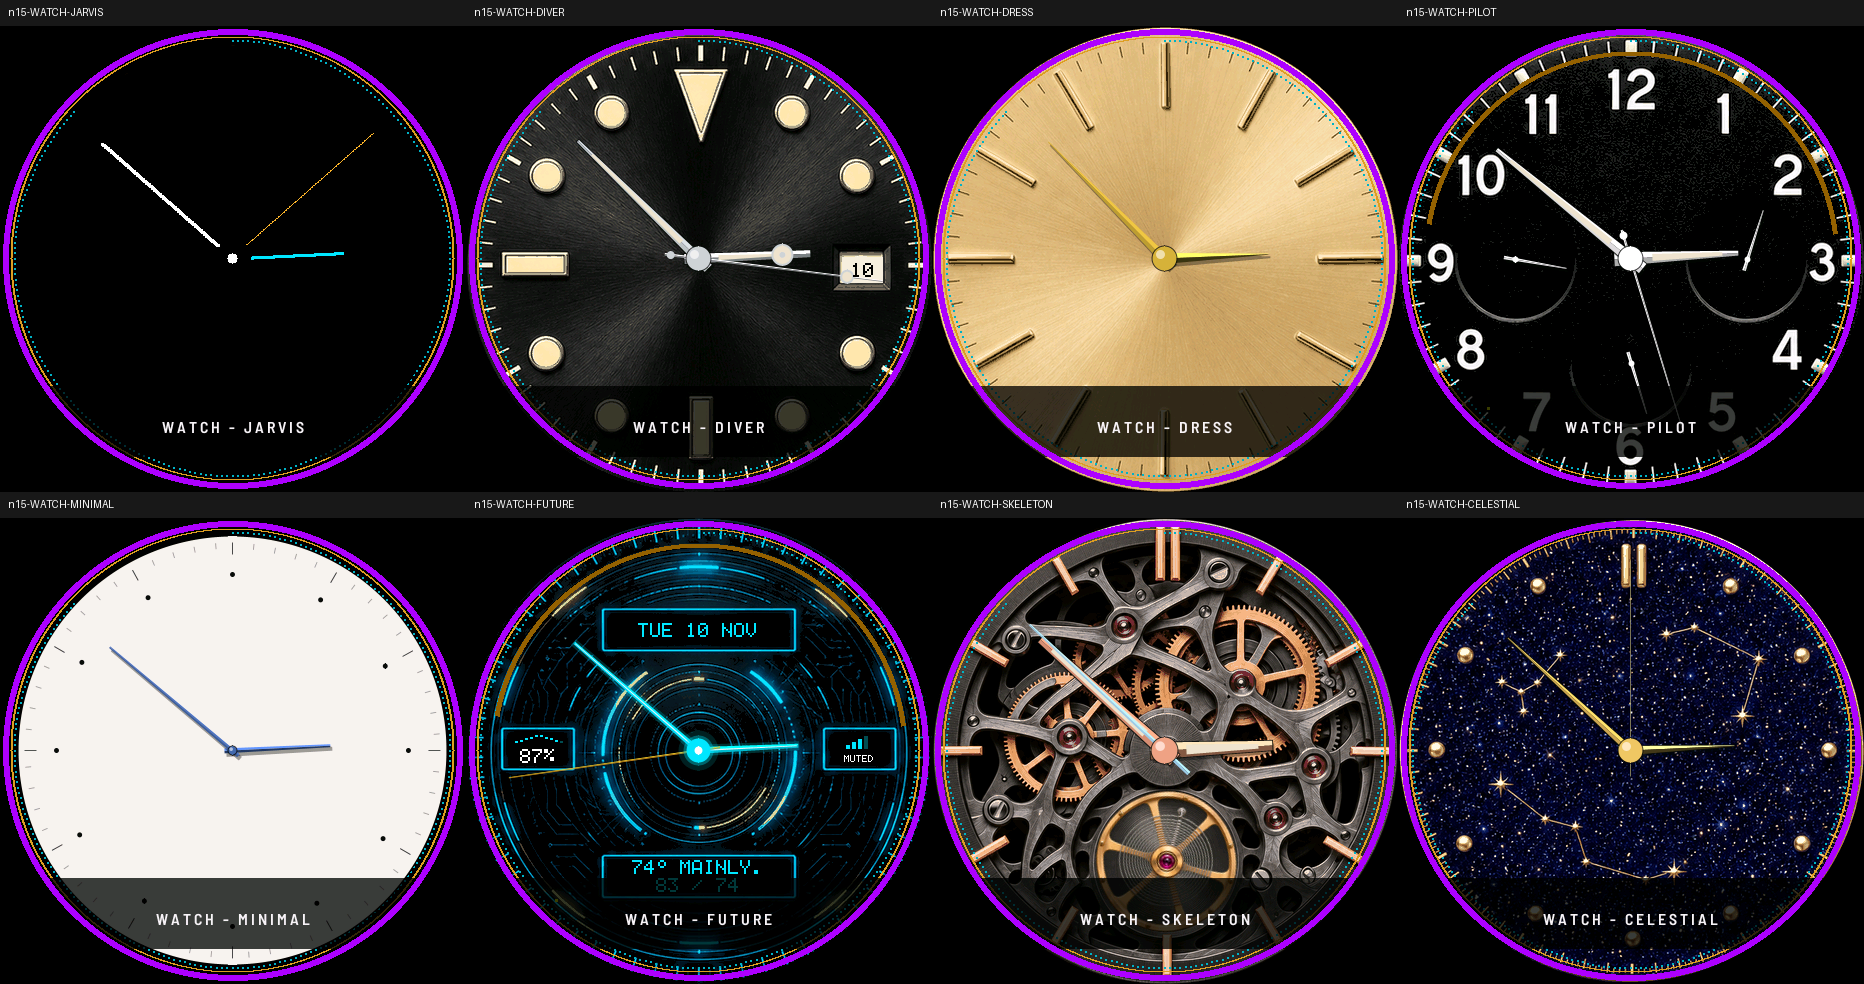 n15-WATCH-JARVIS
n15-WATCH-DIVER
n15-WATCH-DRESS
n15-WATCH-PILOT
WATCH - JARVIS
10
WATCH - DIVER
WATCH - DRESS
12
11
1
10
2
9
3
8
4
7
5
6
WATCH - PILOT
n15-WATCH-MINIMAL
n15-WATCH-FUTURE
n15-WATCH-SKELETON
n15-WATCH-CELESTIAL
WATCH - MINIMAL
TUE 10 NOV
87%
MUTED
74° MAINLY.
83 / 74
WATCH - FUTURE
WATCH - SKELETON
WATCH - CELESTIAL